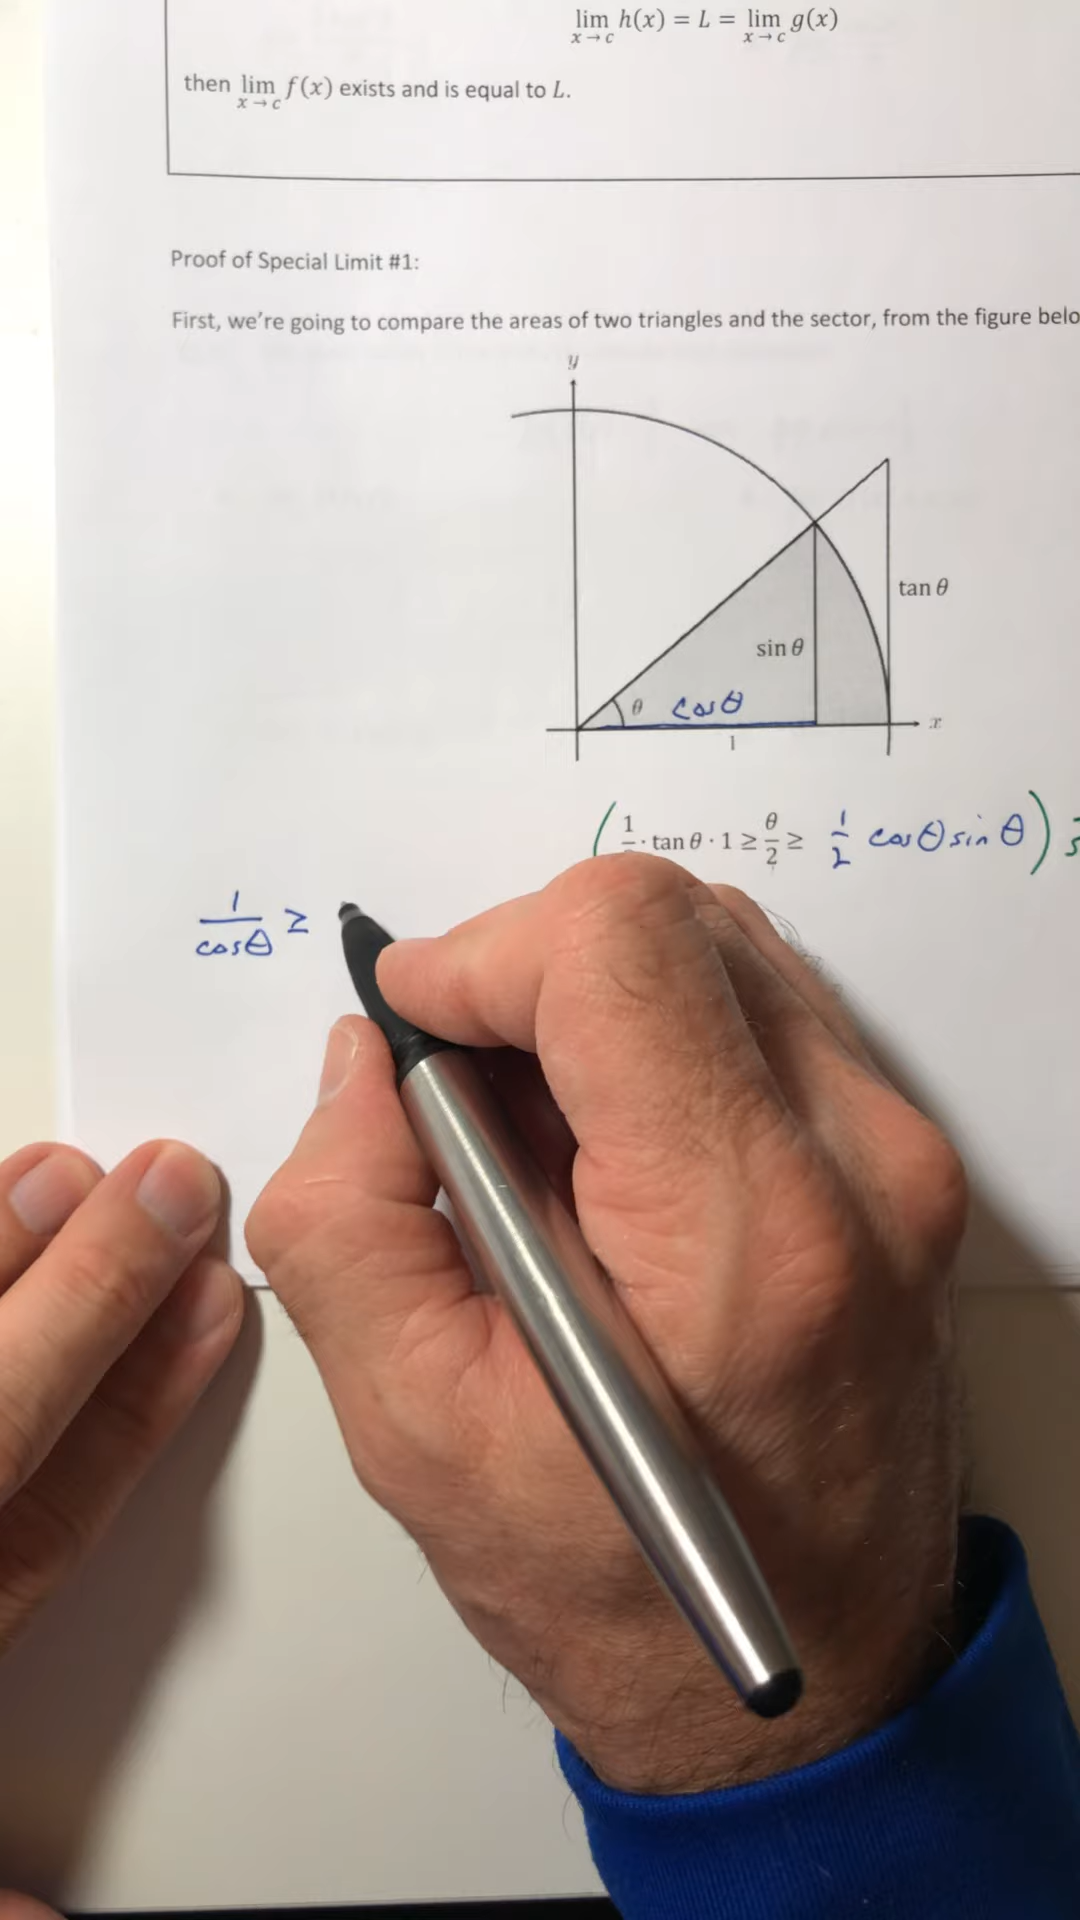 lim h(x) = L = lim g(x)
x→c x→c
then lim f(x) exists and is equal to L.
x→c
Proof of Special Limit #1:
First, we're going to compare the areas of two triangles and the sector, from the figure
y
tan θ
sin θ
θ cos θ
x
1
( 1 · tan θ · 1 ≥ θ/2 ≥ 1/2 cos θ sin θ )
1/cos θ ≥